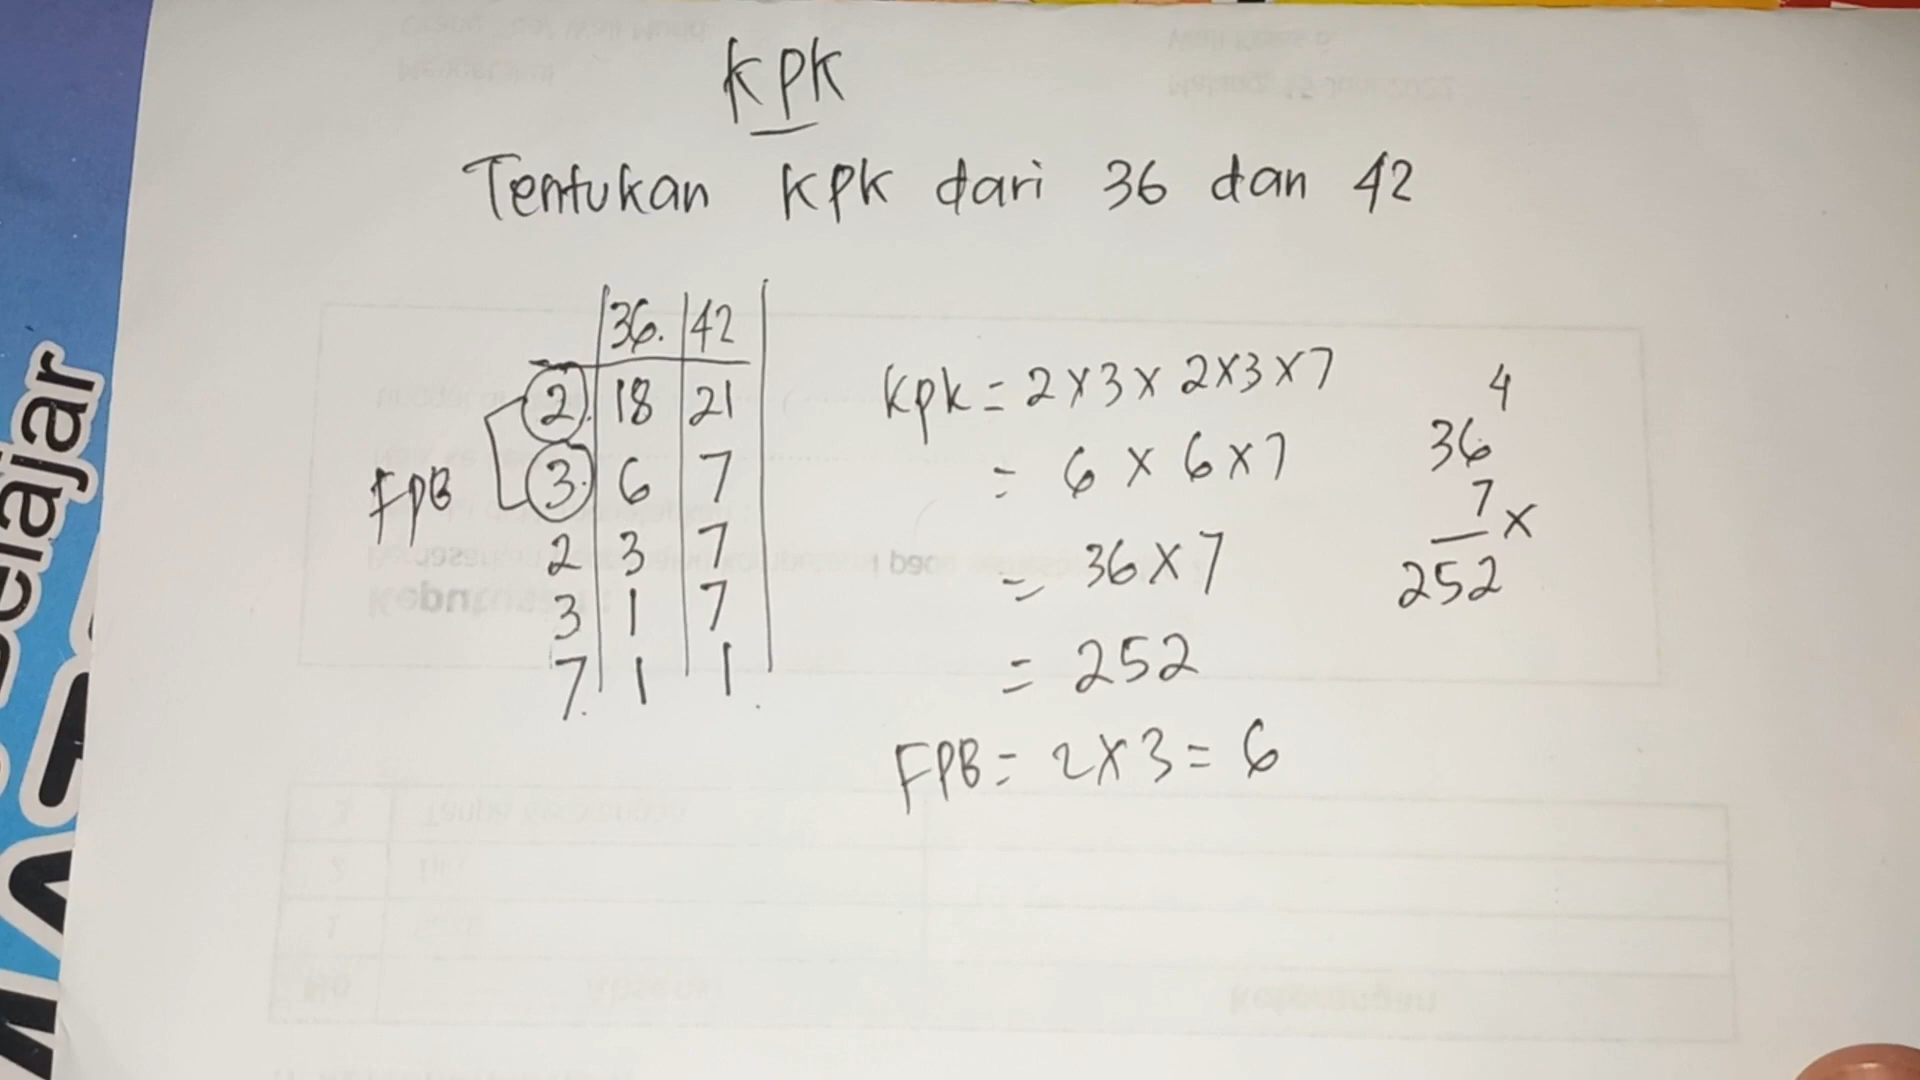 KPK
Tentukan KPK dari 36 dan 42
36. 42
2. 18 21
FPB 3. 6 7
2 3 7
3 1 7
7. 1 1
KPK = 2 x 3 x 2 x 3 x 7
= 6 x 6 x 7
= 36 x 7
= 252
FPB = 2 x 3 = 6
4
36
7 x
252
elajar